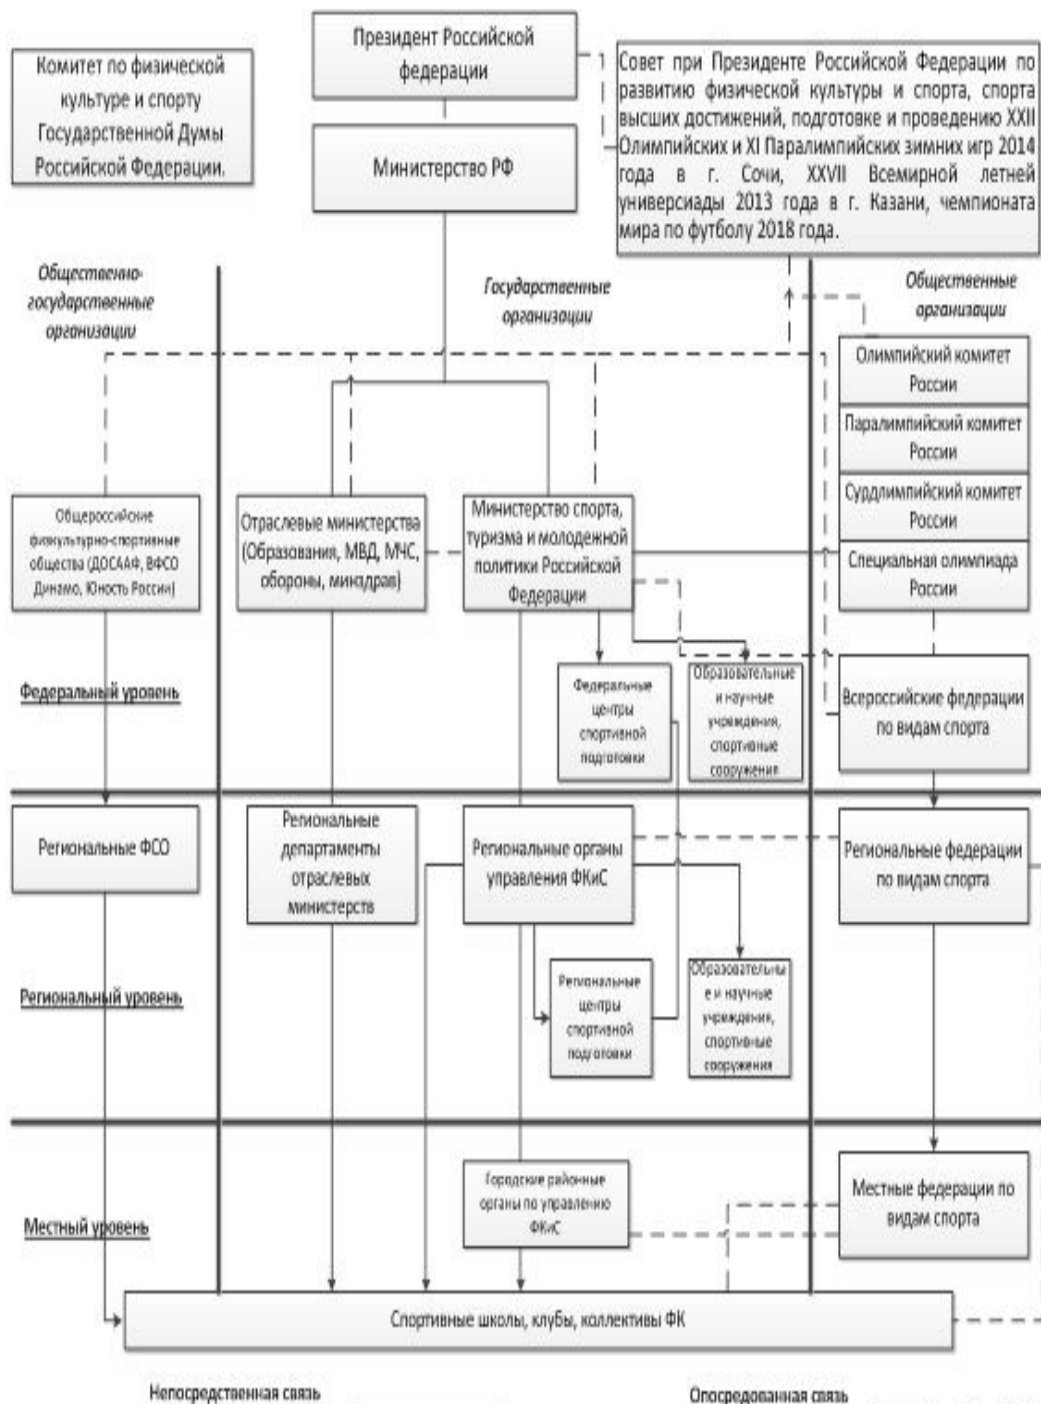 Президент Российской
федерации
Комитет по физической
культуре и спорту
Государственной Думы
Российской Федерации.
Министерство РФ
Совет при Президенте Российской Федерации по
развитию физической культуры и спорта, спорта
высших достижений, подготовке и проведению XXII
Олимпийских и XI Паралимпийских зимних игр 2014
года в г. Сочи, XXVII Всемирной летней
универсиады 2013 года в г. Казани, чемпионата
мира по футболу 2018 года.
Общественно-
государственные
организации
Государственные
организации
Общественные
организации
Олимпийский комитет
России
Паралимпийский комитет
России
Сурдлимпийский комитет
России
Специальная олимпиада
России
Общероссийские
физкультурно-спортивные
общества (ДОСААФ, ВФСО
Динамо, Юность России)
Отраслевые министерства
(Образования, МВД, МЧС,
обороны, минздрав)
Министерство спорта,
туризма и молодежной
политики Российской
Федерации
Федеральный уровень
Федеральные
центры
спортивной
подготовки
Образовательные
и научные
учреждения,
спортивные
сооружения
Всероссийские федерации
по видам спорта
Региональные ФСО
Региональные
департаменты
отраслевых
министерств
Региональные органы
управления ФКиС
Региональные федерации
по видам спорта
Региональный уровень
Региональные
центры
спортивной
подготовки
Образовательны
е и научные
учреждения,
спортивные
сооружения
Местный уровень
Городские районные
органы по управлению
ФКиС
Местные федерации по
видам спорта
Спортивные школы, клубы, коллективы ФК
Непосредственная связь
Опосредованная связь